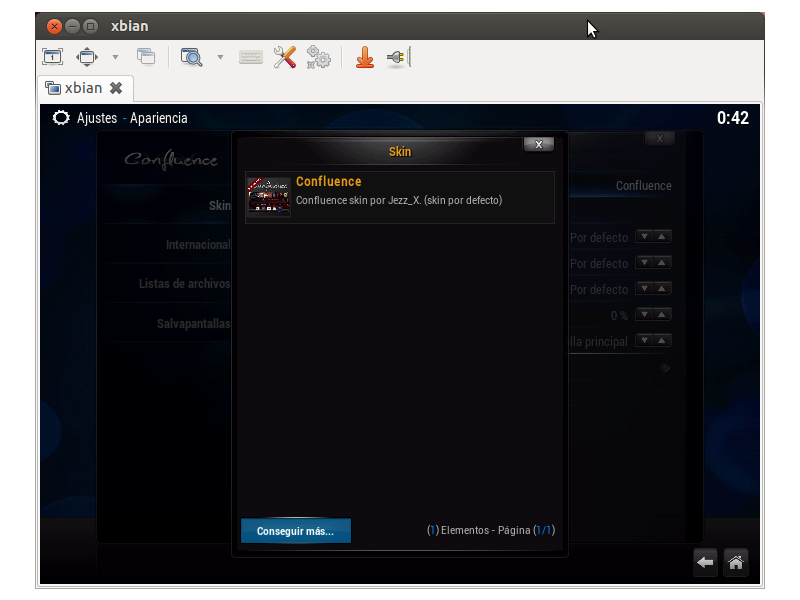 xbian
xbian
Ajustes - Apariencia
0:42
Confluence
Skin
Internacional
Listas de archivos
Salvapantallas
Skin
X
Confluence
Confluence skin por Jezz_X. (skin por defecto)
Conseguir más...
(1) Elementos - Página (1/1)
X
Confluence
Por defecto
Por defecto
Por defecto
0 %
lla principal